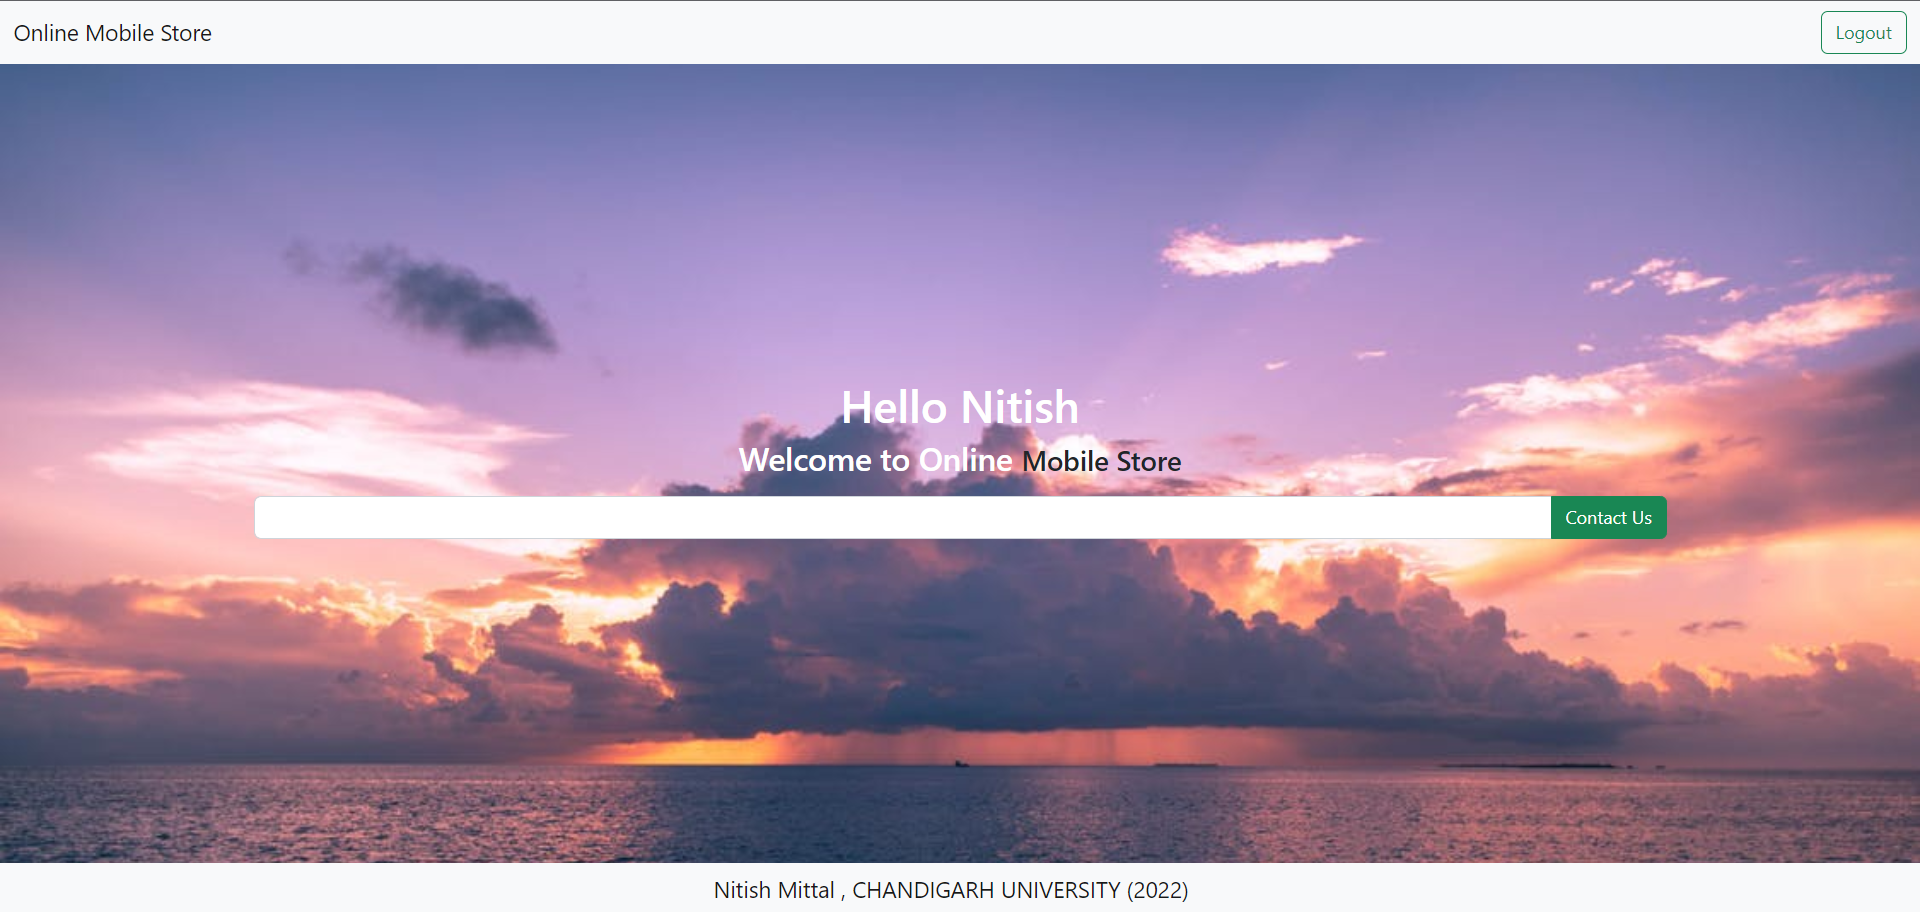 Online Mobile Store
Logout
Hello Nitish
Welcome to Online Mobile Store
Contact Us
Nitish Mittal , CHANDIGARH UNIVERSITY (2022)